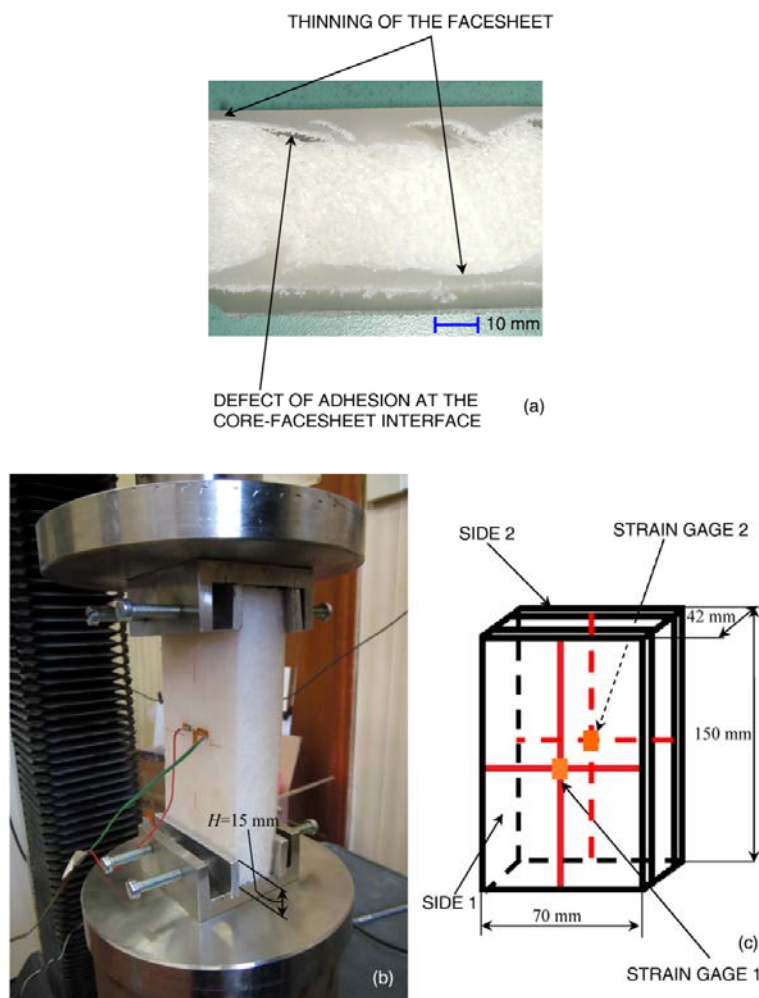 THINNING OF THE FACESHEET
10 mm
DEFECT OF ADHESION AT THE
CORE-FACESHEET INTERFACE
(a)
H=15 mm
(b)
SIDE 2
STRAIN GAGE 2
42 mm
150 mm
SIDE 1
70 mm
(c)
STRAIN GAGE 1